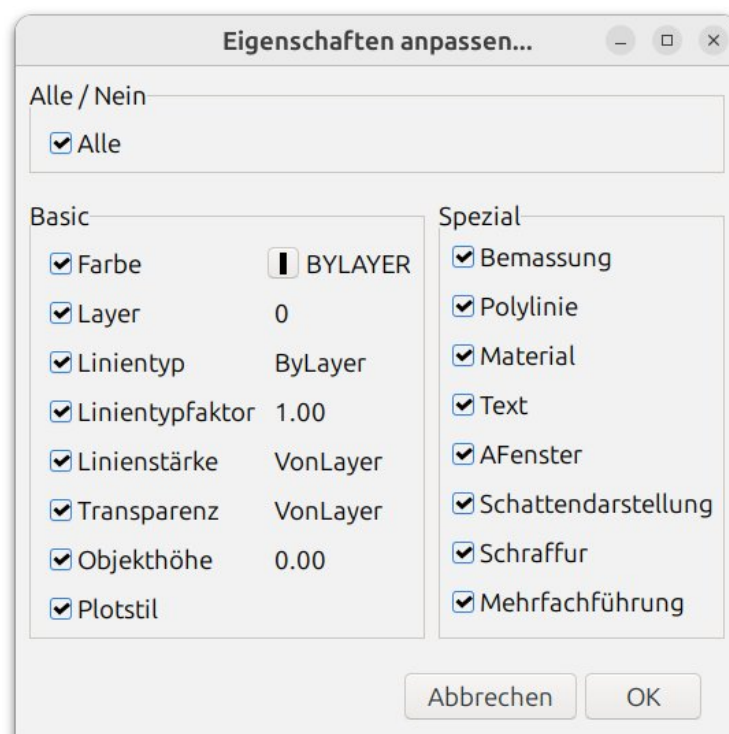 Eigenschaften anpassen...
Alle / Nein
Alle
Basic
Farbe BYLAYER
Layer 0
Linientyp ByLayer
Linientypfaktor 1.00
Linienstärke VonLayer
Transparenz VonLayer
Objekthöhe 0.00
Plotstil
Spezial
Bemassung
Polylinie
Material
Text
AFenster
Schattendarstellung
Schraffur
Mehrfachführung
Abbrechen OK